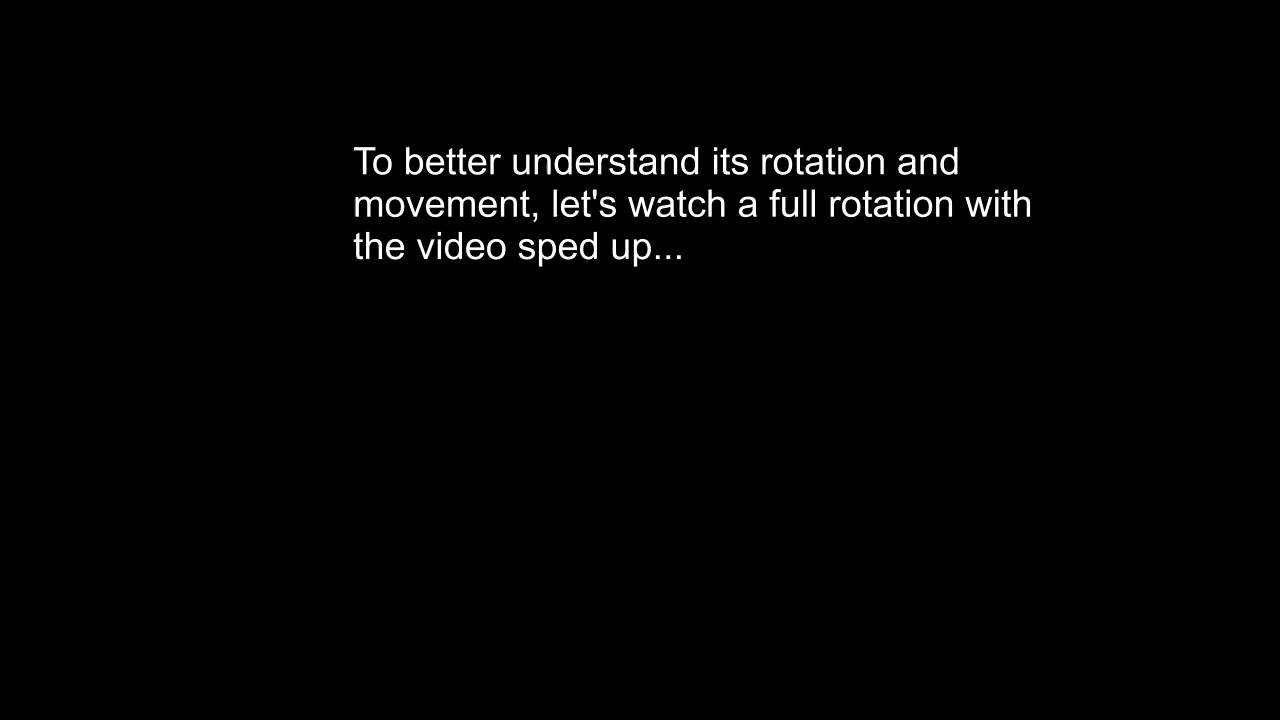 To better understand its rotation and
movement, let's watch a full rotation with
the video sped up...